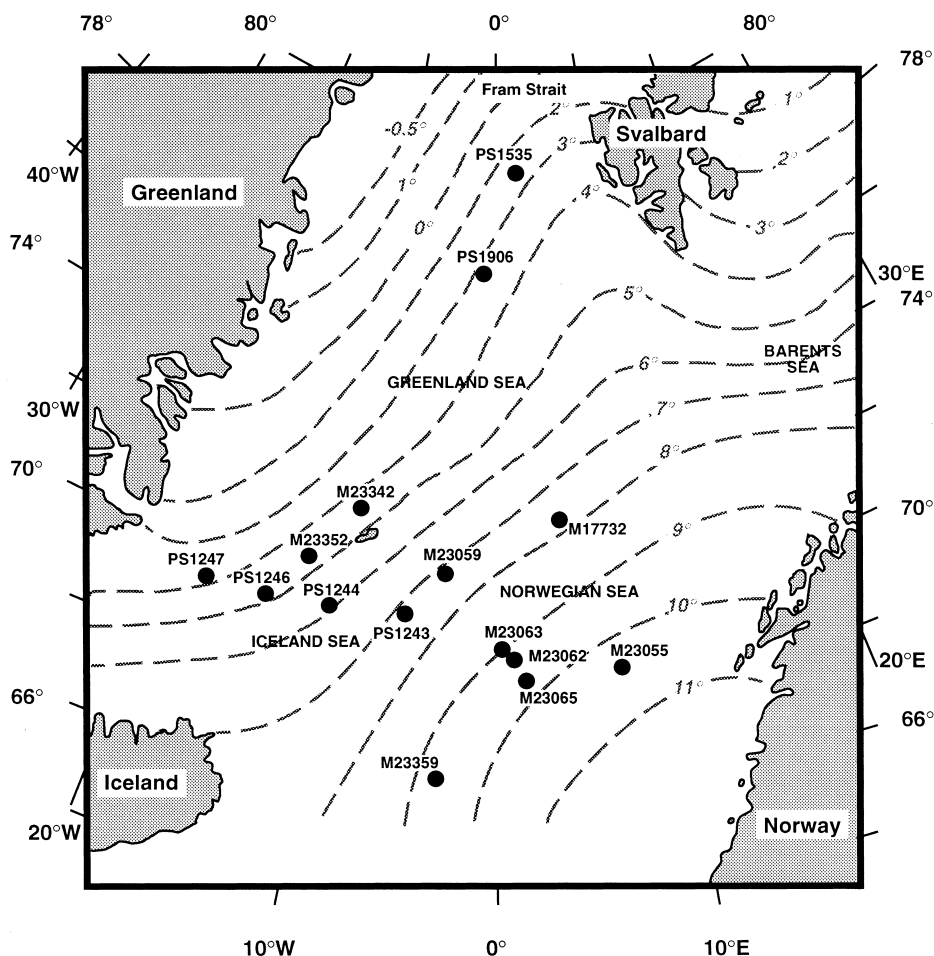 78° 80° 0° 80°
78°
Fram Strait
1°
2°
-0.5°
Svalbard
3°
PS1535
2°
40°W
1°
4°
Greenland
0°
3°
74°
PS1906
30°E
5°
74°
BARENTS
SEA
6°
GREENLAND SEA
30°W
7°
8°
70°
M23342
70°
M17732
9°
M23352
M23059
PS1247
PS1246
PS1244
NORWEGIAN SEA
10°
PS1243
M23063
ICELAND SEA
M23062
M23055
20°E
11°
66°
M23065
66°
M23359
Iceland
Norway
20°W
10°W 0° 10°E